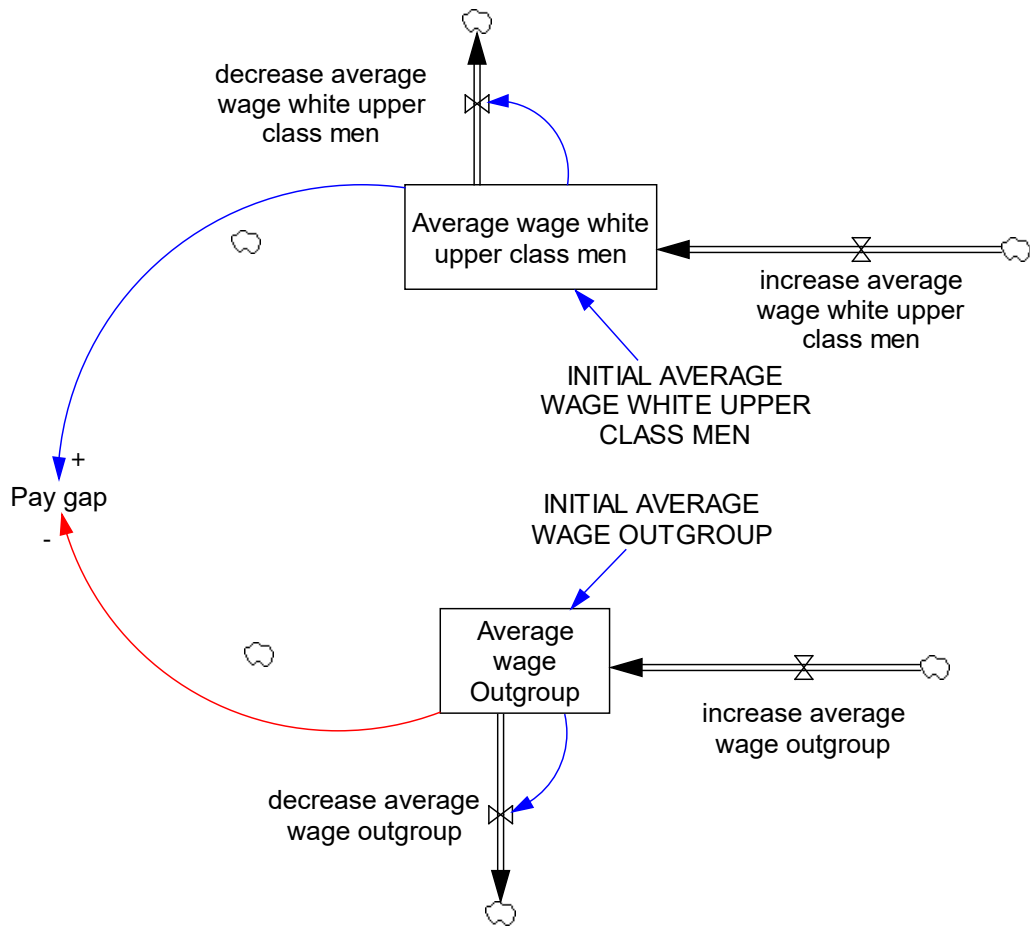 decrease average
wage white upper
class men
Average wage white
upper class men
increase average
wage white upper
class men
INITIAL AVERAGE
WAGE WHITE UPPER
CLASS MEN
+
Pay gap
-
INITIAL AVERAGE
WAGE OUTGROUP
Average
wage
Outgroup
increase average
wage outgroup
decrease average
wage outgroup